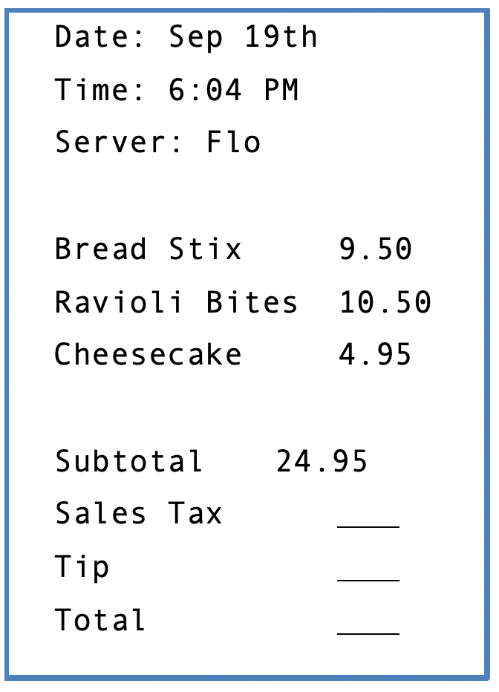 Date: Sep 19th
Time: 6:04 PM
Server: Flo
Bread Stix 9.50
Ravioli Bites 10.50
Cheesecake 4.95
Subtotal 24.95
Sales Tax ____
Tip ____
Total ____